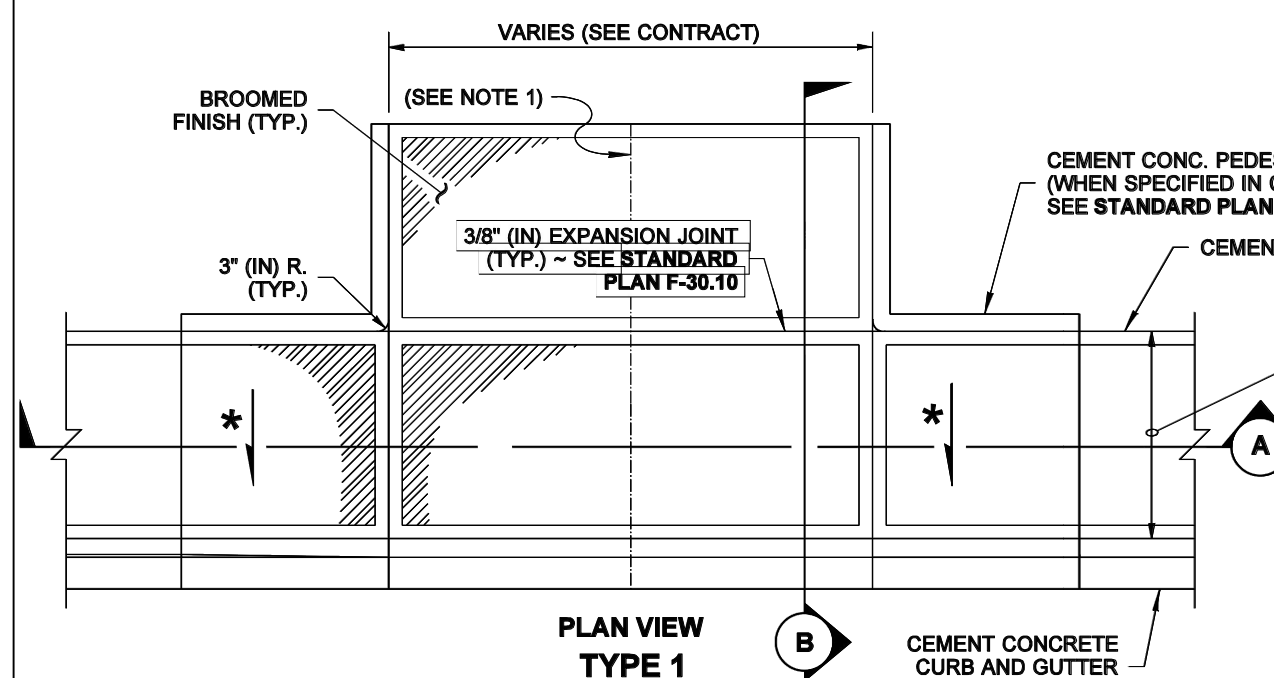 VARIES (SEE CONTRACT)
BROOMED
FINISH (TYP.)
(SEE NOTE 1)
CEMENT CONC.
(WHEN SPECIFIED IN
SEE STANDARD PLAN
3/8" (IN) EXPANSION JOINT
(TYP.) ~ SEE STANDARD
PLAN F-30.10
3" (IN) R.
(TYP.)
*
*
A
PLAN VIEW
TYPE 1
B
CEMENT CONCRETE
CURB AND GUTTER